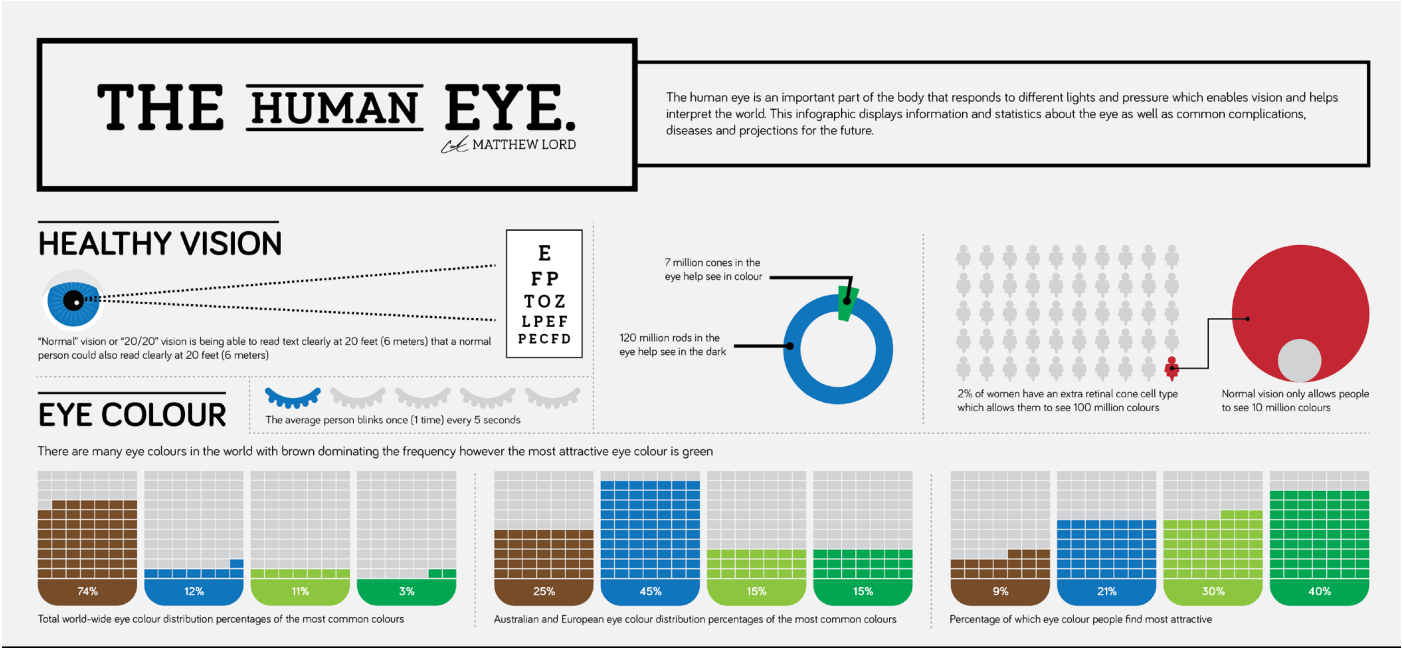 THE HUMAN EYE.
MATTHEW LORD
The human eye is an important part of the body that responds to different lights and pressure which enables vision and helps
interpret the world. This infographic displays information and statistics about the eye as well as common complications,
diseases and projections for the future.
HEALTHY VISION
E
F P
T O Z
L P E F
P E C F D
“Normal” vision or “20/20” vision is being able to read text clearly at 20 feet (6 meters) that a normal
person could also read clearly at 20 feet (6 meters)
7 million cones in the
eye help see in colour
120 million rods in the
eye help see in the dark
2% of women have an extra retinal cone cell type
which allows them to see 100 million colours
Normal vision only allows people
to see 10 million colours
EYE COLOUR
The average person blinks once (1 time) every 5 seconds
There are many eye colours in the world with brown dominating the frequency however the most attractive eye colour is green
74% 12% 11% 3%
Total world-wide eye colour distribution percentages of the most common colours
25% 45% 15% 15%
Australian and European eye colour distribution percentages of the most common colours
9% 21% 30% 40%
Percentage of which eye colour people find most attractive